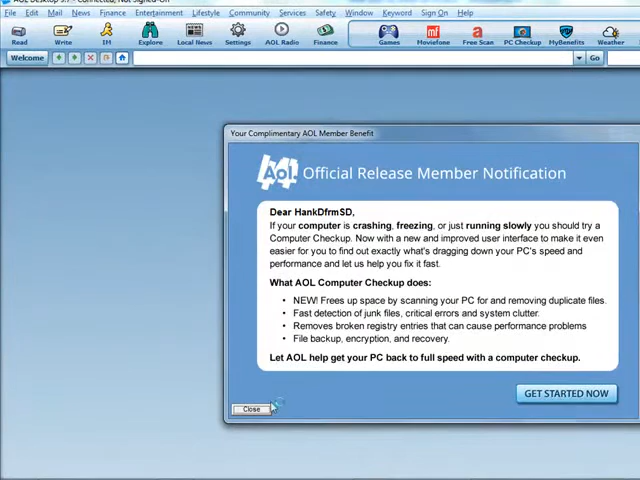 AOL Desktop 9.7 - Connected, Not Signed-On
File Edit Mail News Finance Entertainment Lifestyle Community Services Safety Window Keyword Sign On Help
Read Write IM Explore Local News Settings AOL Radio Finance Games Moviefone Free Scan PC Checkup MyBenefits Weather
Welcome Go
Your Complimentary AOL Member Benefit
Aol. Official Release Member Notification
Dear HankDfrmSD,
If your computer is crashing, freezing, or just running slowly you should try a
Computer Checkup. Now with a new and improved user interface to make it even
easier for you to find out exactly what's dragging down your PC's speed and
performance and let us help you fix it fast.
What AOL Computer Checkup does:
• NEW! Frees up space by scanning your PC for and removing duplicate files.
• Fast detection of junk files, critical errors and system clutter.
• Removes broken registry entries that can cause performance problems
• File backup, encryption, and recovery.
Let AOL help get your PC back to full speed with a computer checkup.
GET STARTED NOW
Close